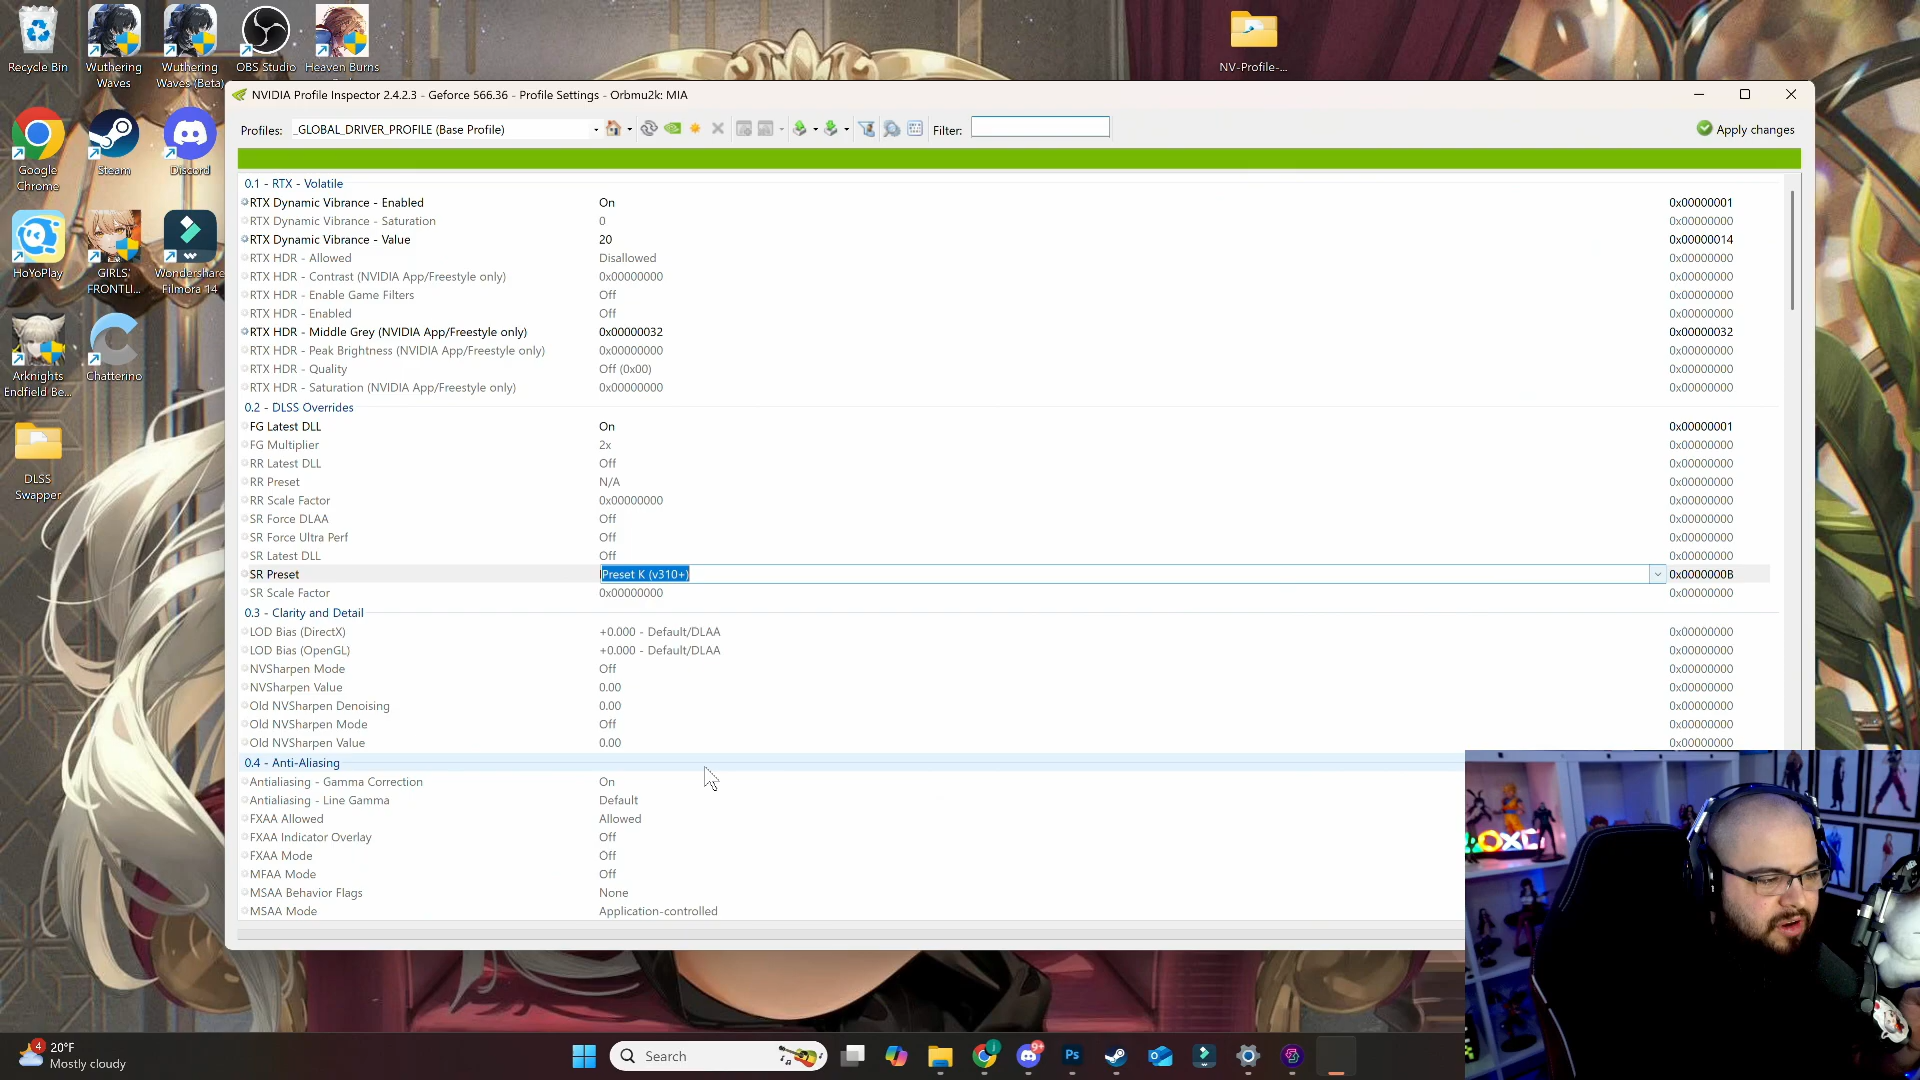 Recycle Bin
Wuthering
Waves
Wuthering
Waves (Beta)
OBS Studio
Heaven Burns
NV-Profile-...
Google
Chrome
Steam
Discord
HoYoPlay
GIRLS'
FRONTLI...
Wondershare
Filmora 14
Arknights
Endfield Be...
Chatterino
DLSS
Swapper
NVIDIA Profile Inspector 2.4.2.3 - Geforce 566.36 - Profile Settings - Orbmu2k: MIA
Profiles: _GLOBAL_DRIVER_PROFILE (Base Profile) Filter: Apply changes
0.1 - RTX - Volatile
RTX Dynamic Vibrance - Enabled On 0x00000001
RTX Dynamic Vibrance - Saturation 0 0x00000000
RTX Dynamic Vibrance - Value 20 0x00000014
RTX HDR - Allowed Disallowed 0x00000000
RTX HDR - Contrast (NVIDIA App/Freestyle only) 0x00000000 0x00000000
RTX HDR - Enable Game Filters Off 0x00000000
RTX HDR - Enabled Off 0x00000000
RTX HDR - Middle Grey (NVIDIA App/Freestyle only) 0x00000032 0x00000032
RTX HDR - Peak Brightness (NVIDIA App/Freestyle only) 0x00000000 0x00000000
RTX HDR - Quality Off (0x00) 0x00000000
RTX HDR - Saturation (NVIDIA App/Freestyle only) 0x00000000 0x00000000
0.2 - DLSS Overrides
FG Latest DLL On 0x00000001
FG Multiplier 2x 0x00000000
RR Latest DLL Off 0x00000000
RR Preset N/A 0x00000000
RR Scale Factor 0x00000000 0x00000000
SR Force DLAA Off 0x00000000
SR Force Ultra Perf Off 0x00000000
SR Latest DLL Off 0x00000000
SR Preset Preset K (v310+) 0x0000000B
SR Scale Factor 0x00000000 0x00000000
0.3 - Clarity and Detail
LOD Bias (DirectX) +0.000 - Default/DLAA 0x00000000
LOD Bias (OpenGL) +0.000 - Default/DLAA 0x00000000
NVSharpen Mode Off 0x00000000
NVSharpen Value 0.00 0x00000000
Old NVSharpen Denoising 0.00 0x00000000
Old NVSharpen Mode Off 0x00000000
Old NVSharpen Value 0.00 0x00000000
0.4 - Anti-Aliasing
Antialiasing - Gamma Correction On
Antialiasing - Line Gamma Default
FXAA Allowed Allowed
FXAA Indicator Overlay Off
FXAA Mode Off
MFAA Mode Off
MSAA Behavior Flags None
MSAA Mode Application-controlled
4
20°F
Mostly cloudy
Search
9+
Ps